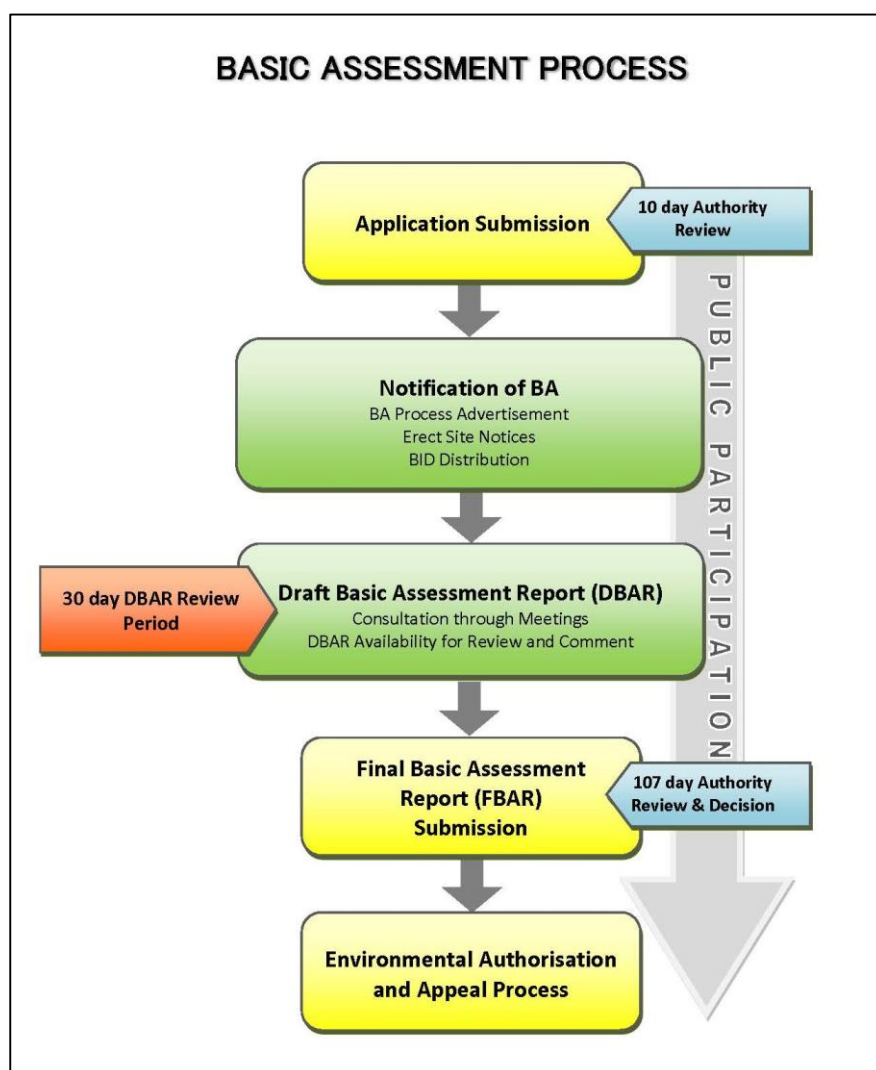 BASIC ASSESSMENT PROCESS
Application Submission
10 day Authority
Review
PUBLIC PARTICIPATION
Notification of BA
BA Process Advertisement
Erect Site Notices
BID Distribution
30 day DBAR Review
Period
Draft Basic Assessment Report (DBAR)
Consultation through Meetings
DBAR Availability for Review and Comment
Final Basic Assessment
Report (FBAR)
Submission
107 day Authority
Review & Decision
Environmental Authorisation
and Appeal Process